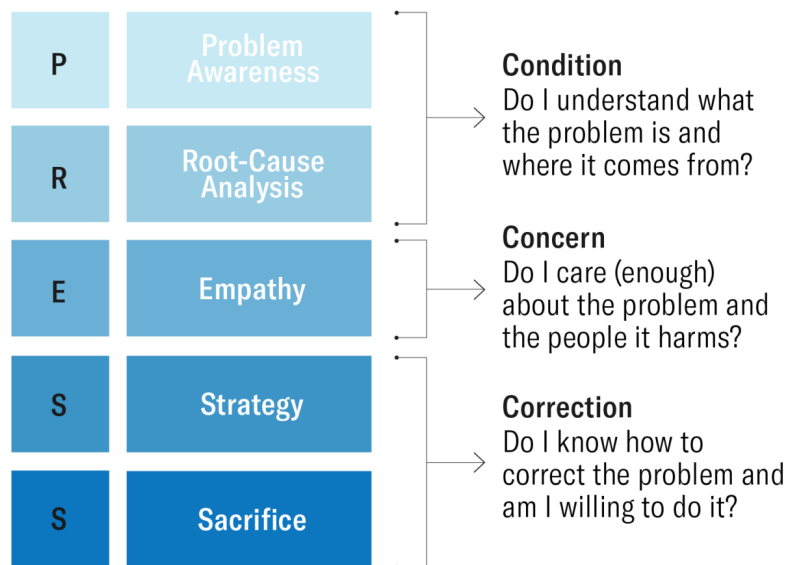 P
Problem
Awareness
R
Root-Cause
Analysis
E
Empathy
S
Strategy
S
Sacrifice
Condition
Do I understand what
the problem is and
where it comes from?
Concern
Do I care (enough)
about the problem and
the people it harms?
Correction
Do I know how to
correct the problem and
am I willing to do it?